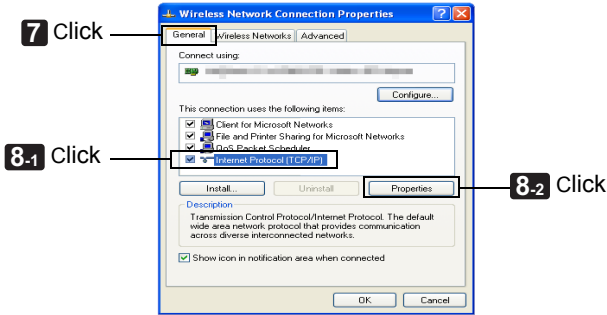 Wireless Network Connection Properties
7 Click
General Wireless Networks Advanced
Connect using:
Configure...
This connection uses the following items:
Client for Microsoft Networks
File and Printer Sharing for Microsoft Networks
QoS Packet Scheduler
8-1 Click
Internet Protocol (TCP/IP)
Install... Uninstall Properties
8-2 Click
Description
Transmission Control Protocol/Internet Protocol. The default
wide area network protocol that provides communication
across diverse interconnected networks.
Show icon in notification area when connected
OK Cancel